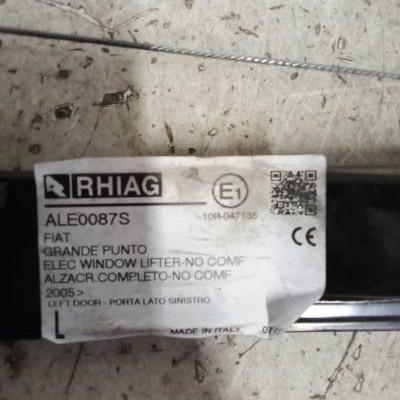 RHIAG
E1
ALE0087S
10R-047135
FIAT
GRANDE PUNTO
CE
ELEC WINDOW LIFTER-NO COMF
ALZACR.COMPLETO-NO COMF
2005>
LEFT DOOR - PORTA LATO SINISTRO
L
MADE IN ITALY